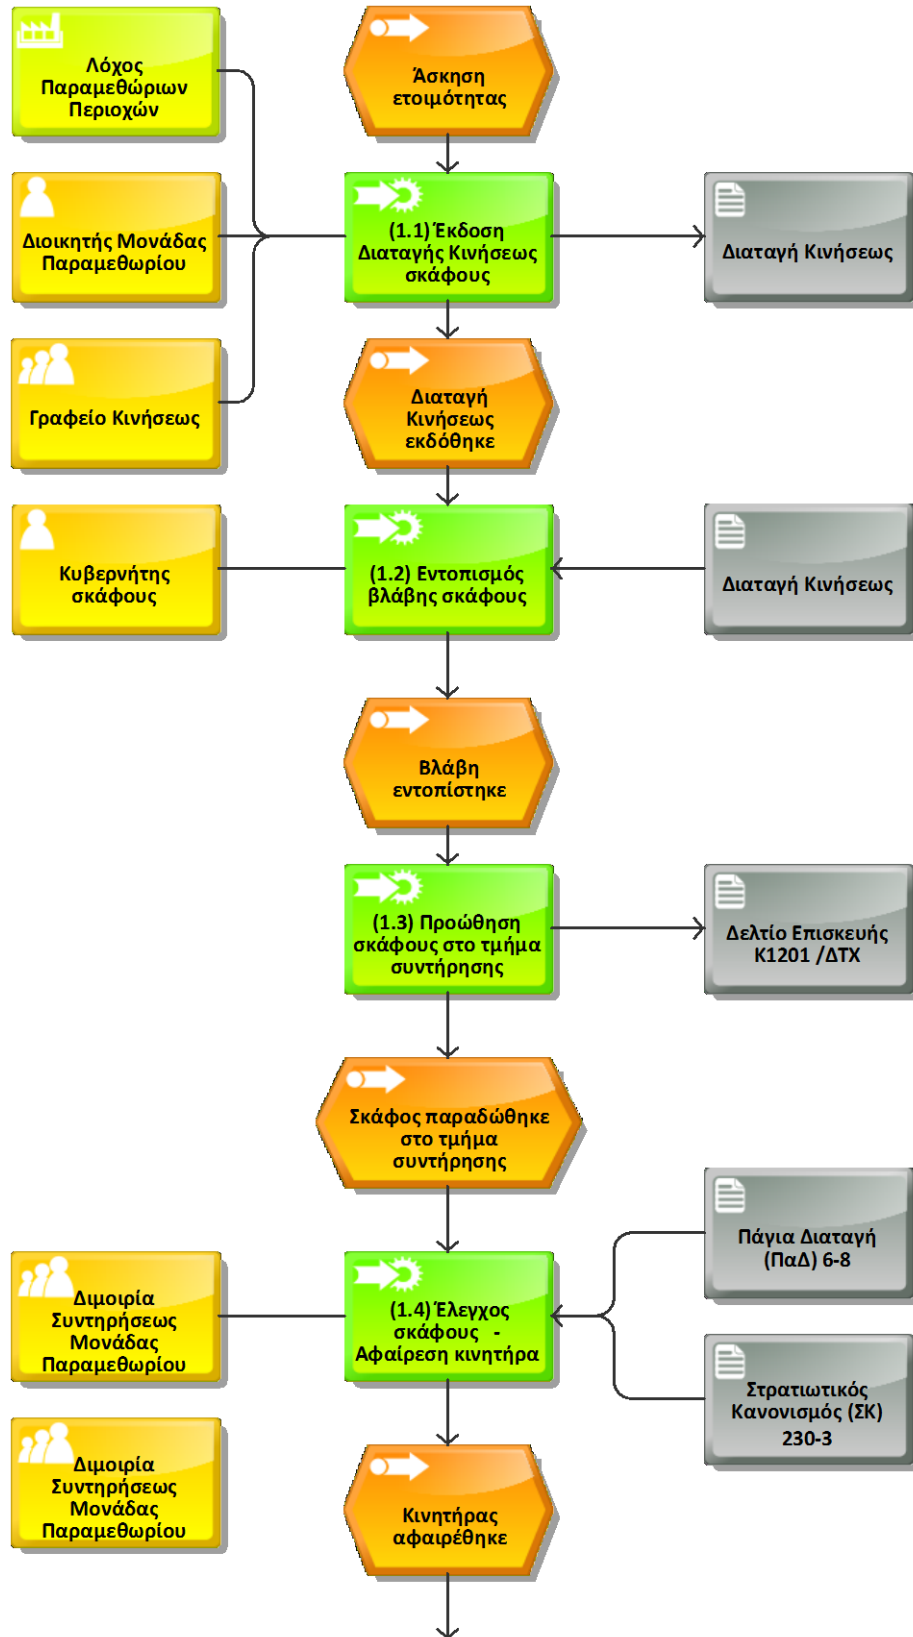 Λόχος
Παραμεθώριων
Περιοχών
Άσκηση
ετοιμότητας
Διοικητής Μονάδας
Παραμεθωρίου
(1.1) Έκδοση
Διαταγής Κινήσεως
σκάφους
Διαταγή Κινήσεως
Γραφείο Κινήσεως
Διαταγή
Κινήσεως
εκδόθηκε
Κυβερνήτης
σκάφους
(1.2) Εντοπισμός
βλάβης σκάφους
Διαταγή Κινήσεως
Βλάβη
εντοπίστηκε
(1.3) Προώθηση
σκάφους στο τμήμα
συντήρησης
Δελτίο Επισκευής
Κ1201 /ΔΤΧ
Σκάφος παραδώθηκε
στο τμήμα
συντήρησης
Πάγια Διαταγή
(ΠαΔ) 6-8
Διμοιρία
Συντηρήσεως
Μονάδας
Παραμεθωρίου
(1.4) Έλεγχος
σκάφους -
Αφαίρεση κινητήρα
Στρατιωτικός
Κανονισμός (ΣΚ)
230-3
Διμοιρία
Συντηρήσεως
Μονάδας
Παραμεθωρίου
Κινητήρας
αφαιρέθηκε